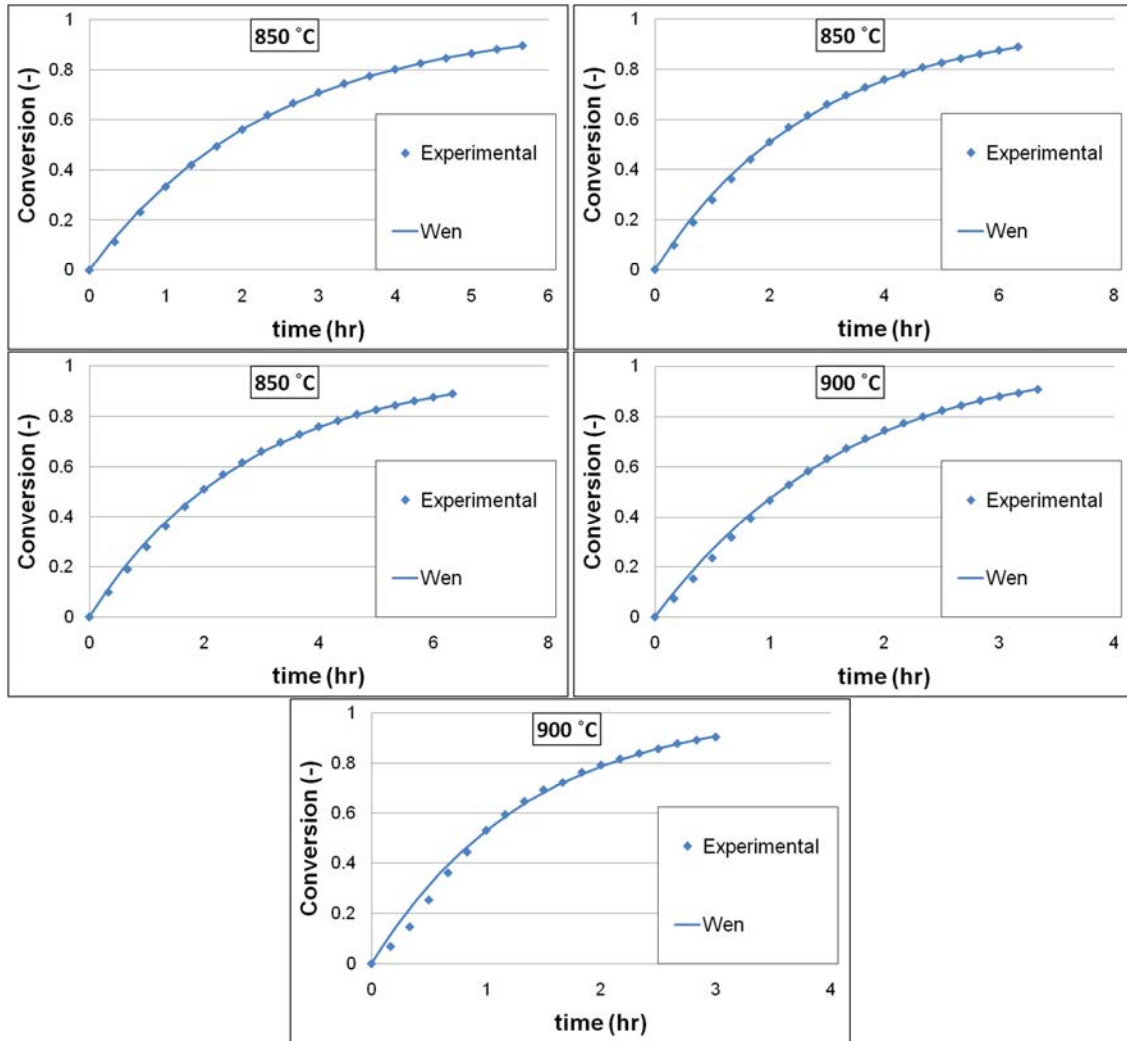 850 °C
Conversion (-)
1
0.8
0.6
0.4
0.2
0
0 1 2 3 4 5 6
time (hr)
Experimental
Wen
850 °C
Conversion (-)
1
0.8
0.6
0.4
0.2
0
0 2 4 6 8
time (hr)
Experimental
Wen
850 °C
Conversion (-)
1
0.8
0.6
0.4
0.2
0
0 2 4 6 8
time (hr)
Experimental
Wen
900 °C
Conversion (-)
1
0.8
0.6
0.4
0.2
0
0 1 2 3 4
time (hr)
Experimental
Wen
900 °C
Conversion (-)
1
0.8
0.6
0.4
0.2
0
0 1 2 3 4
time (hr)
Experimental
Wen